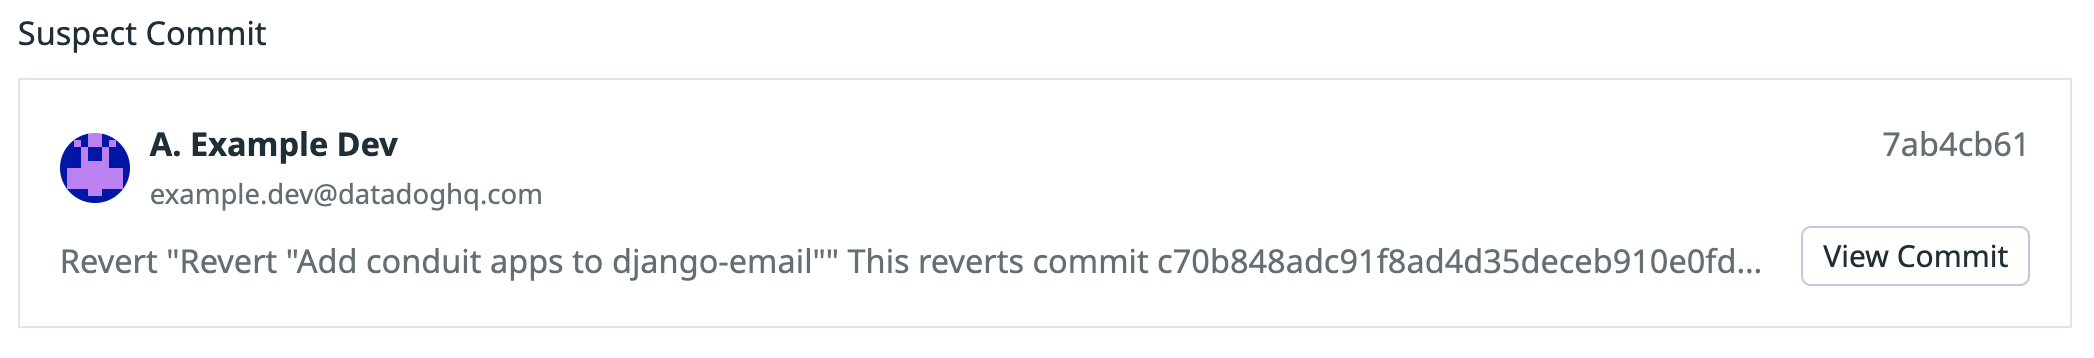 Suspect Commit
A. Example Dev
7ab4cb61
example.dev@datadoghq.com
Revert "Revert "Add conduit apps to django-email"" This reverts commit c70b848adc91f8ad4d35deceb910e0fd...
View Commit